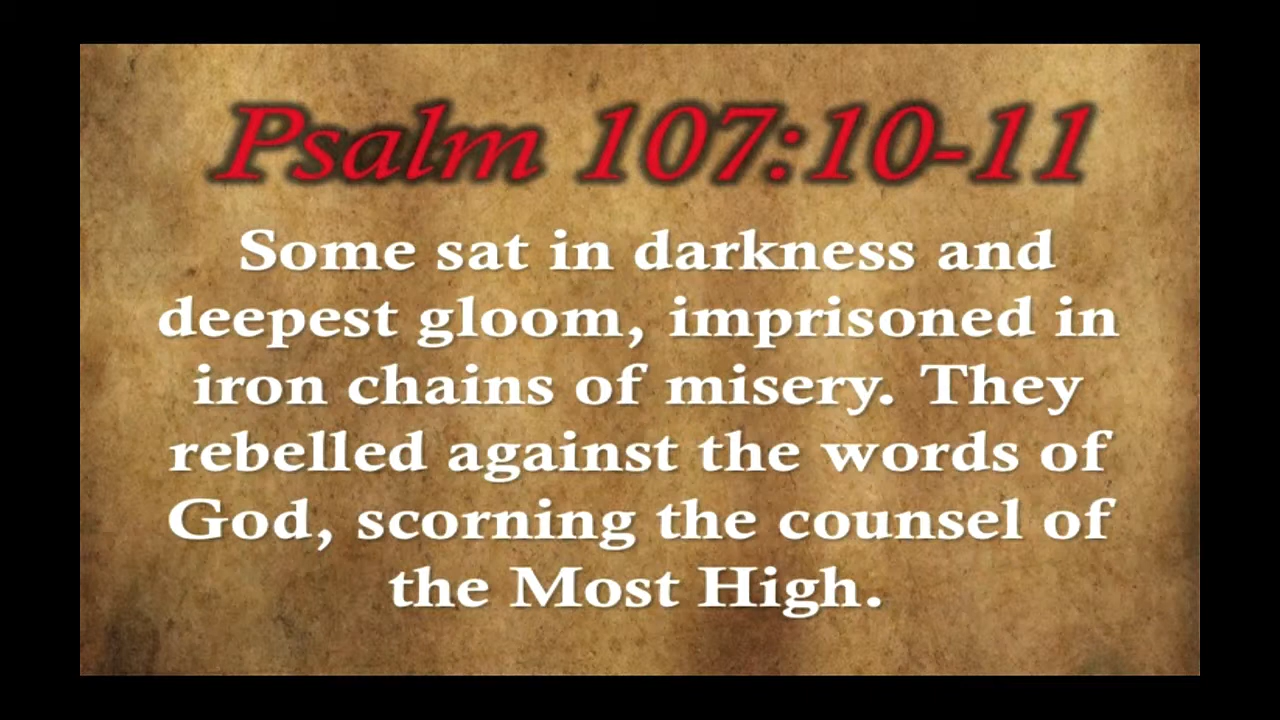 Psalm 107:10-11
Some sat in darkness and
deepest gloom, imprisoned in
iron chains of misery. They
rebelled against the words of
God, scorning the counsel of
the Most High.